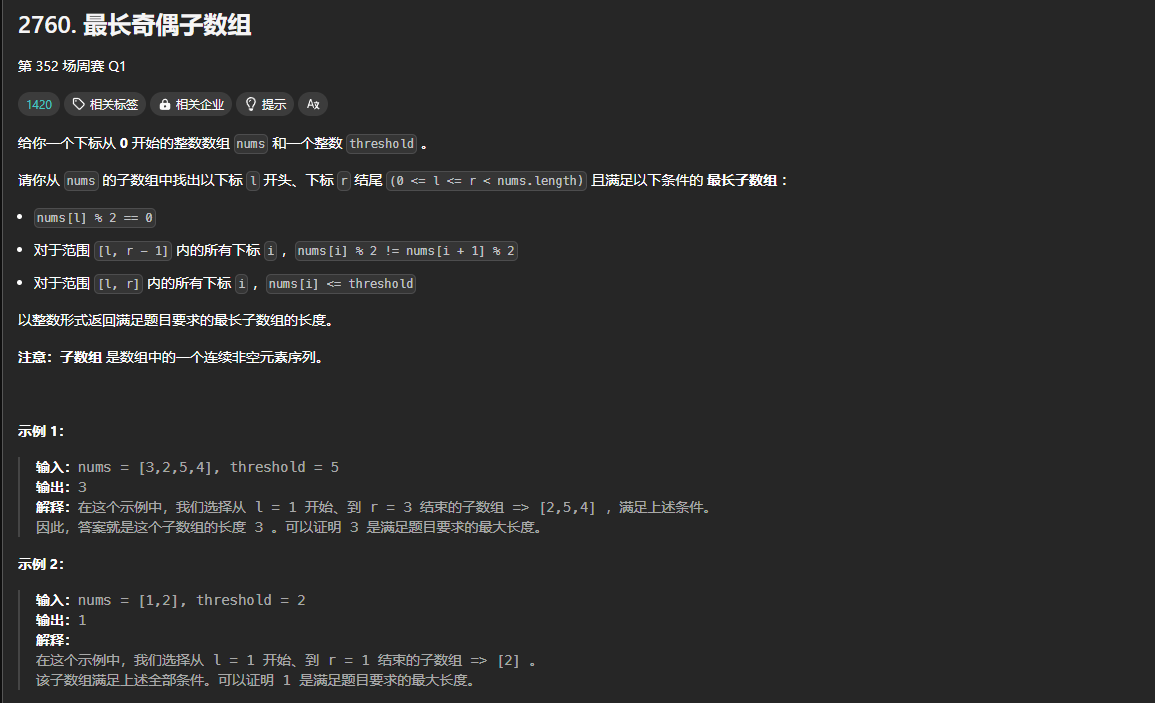 2760. 最长奇偶子数组
第 352 场周赛 Q1
1420 相关标签 相关企业 提示
给你一个下标从 0 开始的整数数组 nums 和一个整数 threshold 。
请你从 nums 的子数组中找出以下标 l 开头、下标 r 结尾 (0 <= l <= r < nums.length) 且满足以下条件的 最长子数组：
• nums[l] % 2 == 0
• 对于范围 [l, r - 1] 内的所有下标 i ，nums[i] % 2 != nums[i + 1] % 2
• 对于范围 [l, r] 内的所有下标 i ，nums[i] <= threshold
以整数形式返回满足题目要求的最长子数组的长度。
注意：子数组 是数组中的一个连续非空元素序列。
示例 1：
输入：nums = [3,2,5,4], threshold = 5
输出：3
解释：在这个示例中，我们选择从 l = 1 开始、到 r = 3 结束的子数组 => [2,5,4] ，满足上述条件。
因此，答案就是这个子数组的长度 3 。可以证明 3 是满足题目要求的最大长度。
示例 2：
输入：nums = [1,2], threshold = 2
输出：1
解释：
在这个示例中，我们选择从 l = 1 开始、到 r = 1 结束的子数组 => [2] 。
该子数组满足上述全部条件。可以证明 1 是满足题目要求的最大长度。